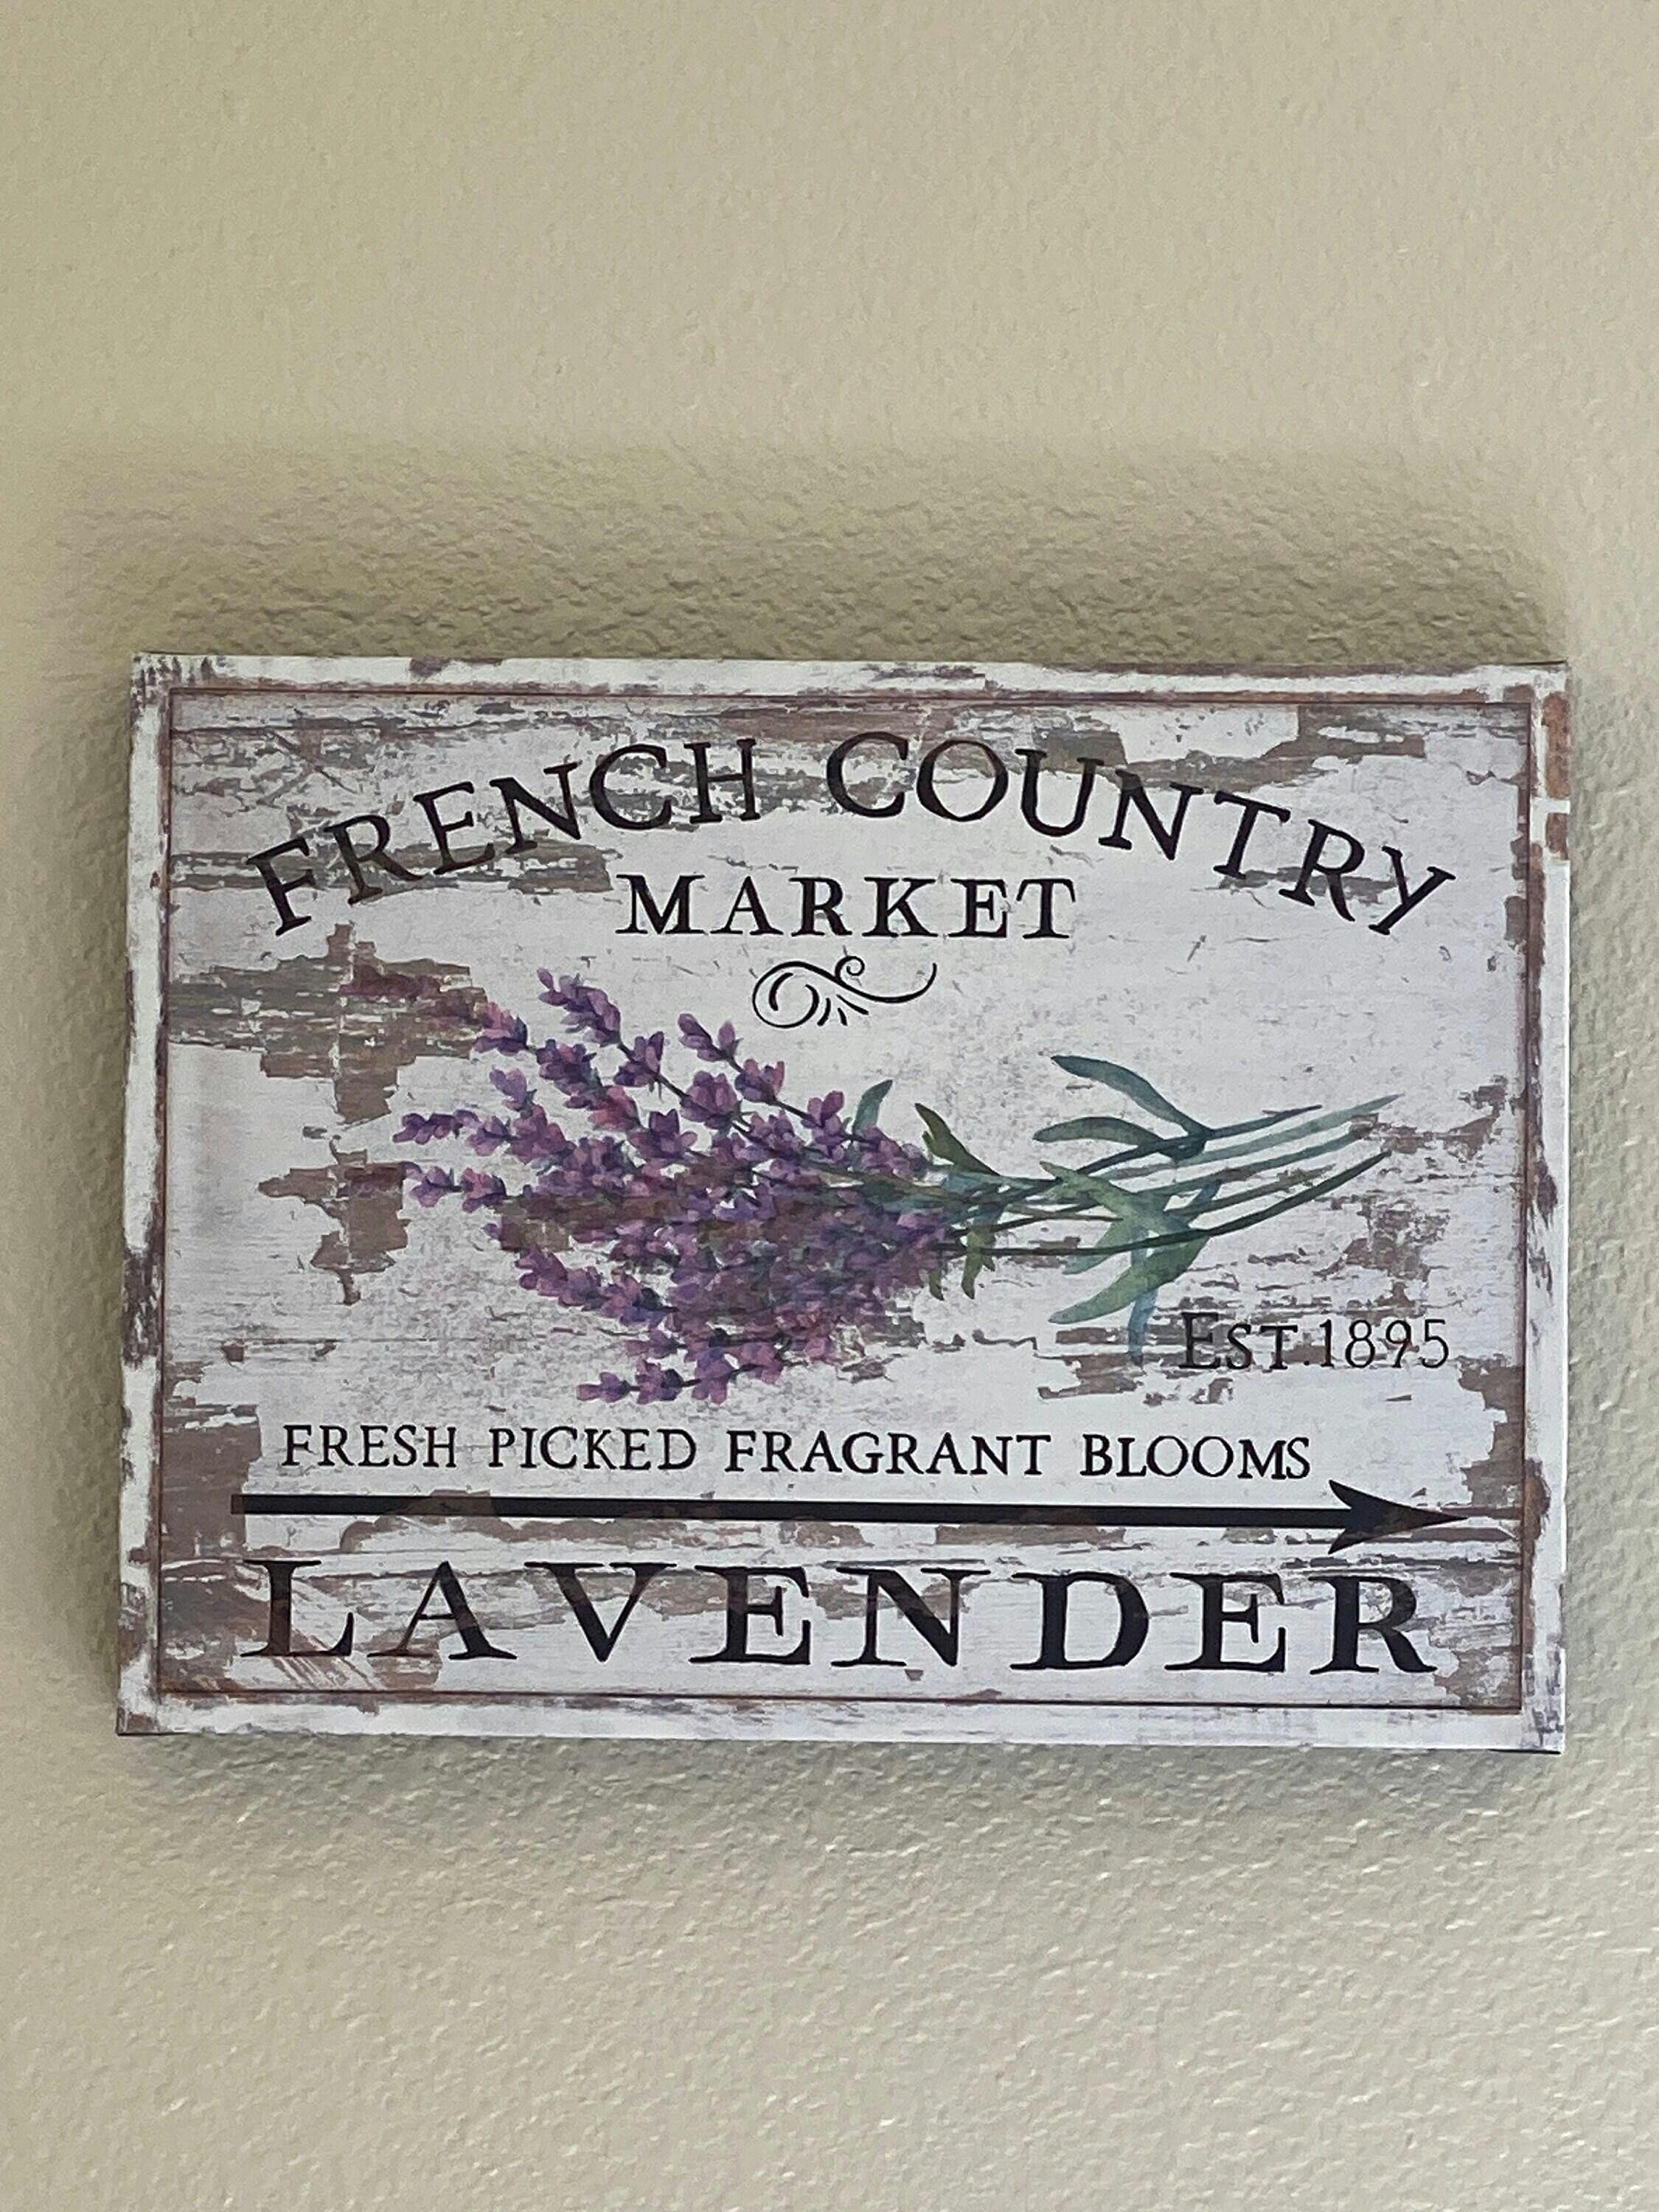 FRENCH COUNTRY
MARKET
EST.1895
FRESH PICKED FRAGRANT BLOOMS
LAVENDER